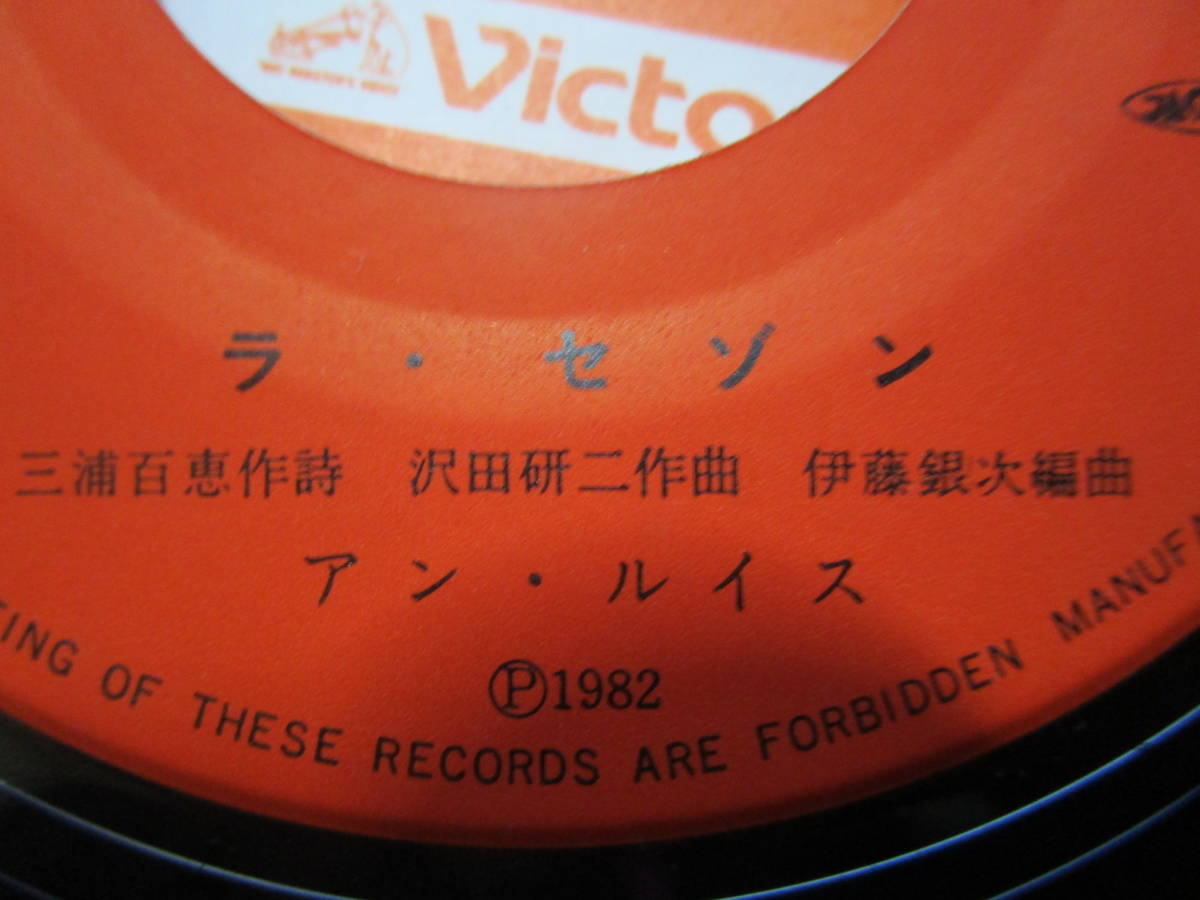 Victo
ラ・セゾン
三浦百恵作詩 沢田研二作曲 伊藤銀次編曲
アン・ルイス
Ⓟ1982
TING OF THESE RECORDS ARE FORBIDDEN MANUFA